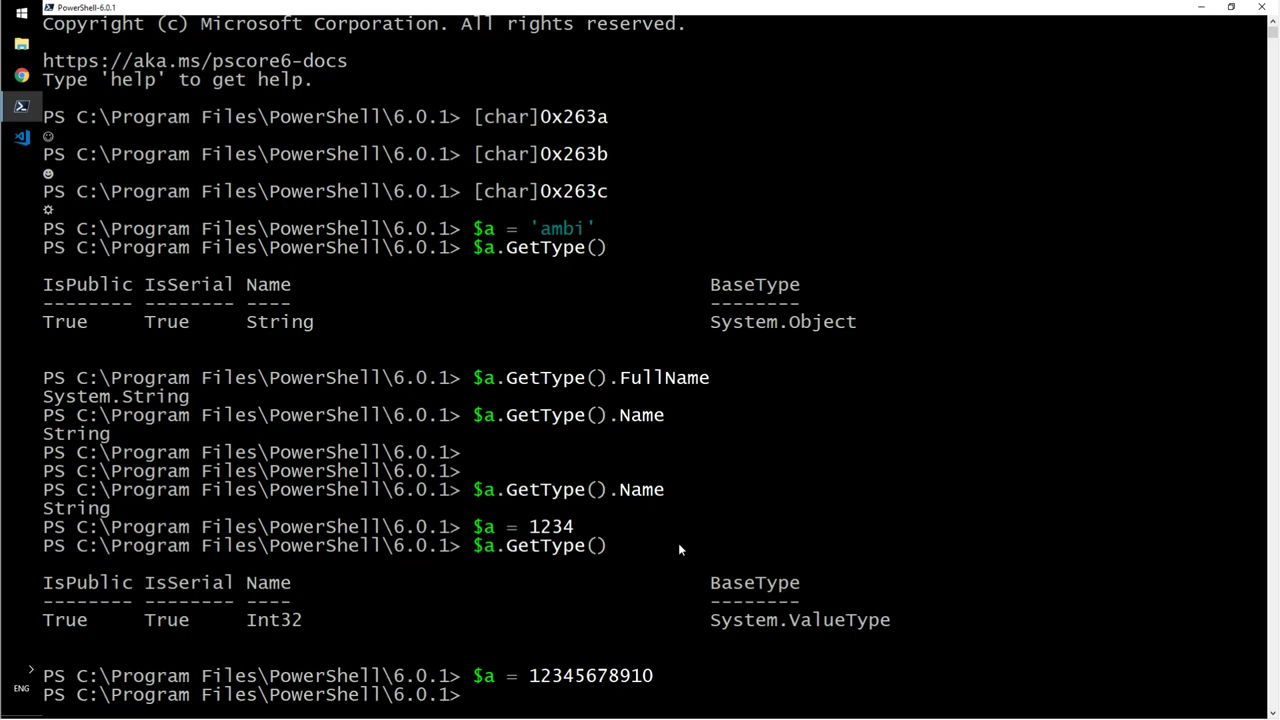 PowerShell-6.0.1
Copyright (c) Microsoft Corporation. All rights reserved.
https://aka.ms/pscore6-docs
Type 'help' to get help.
PS C:\Program Files\PowerShell\6.0.1> [char]0x263a
☺
PS C:\Program Files\PowerShell\6.0.1> [char]0x263b
☻
PS C:\Program Files\PowerShell\6.0.1> [char]0x263c
☼
PS C:\Program Files\PowerShell\6.0.1> $a = 'ambi'
PS C:\Program Files\PowerShell\6.0.1> $a.GetType()
IsPublic IsSerial Name                                     BaseType
-------- -------- ----                                     --------
True     True     String                                   System.Object
PS C:\Program Files\PowerShell\6.0.1> $a.GetType().FullName
System.String
PS C:\Program Files\PowerShell\6.0.1> $a.GetType().Name
String
PS C:\Program Files\PowerShell\6.0.1>
PS C:\Program Files\PowerShell\6.0.1>
PS C:\Program Files\PowerShell\6.0.1> $a.GetType().Name
String
PS C:\Program Files\PowerShell\6.0.1> $a = 1234
PS C:\Program Files\PowerShell\6.0.1> $a.GetType()
IsPublic IsSerial Name                                     BaseType
-------- -------- ----                                     --------
True     True     Int32                                    System.ValueType
PS C:\Program Files\PowerShell\6.0.1> $a = 12345678910
PS C:\Program Files\PowerShell\6.0.1>
ENG